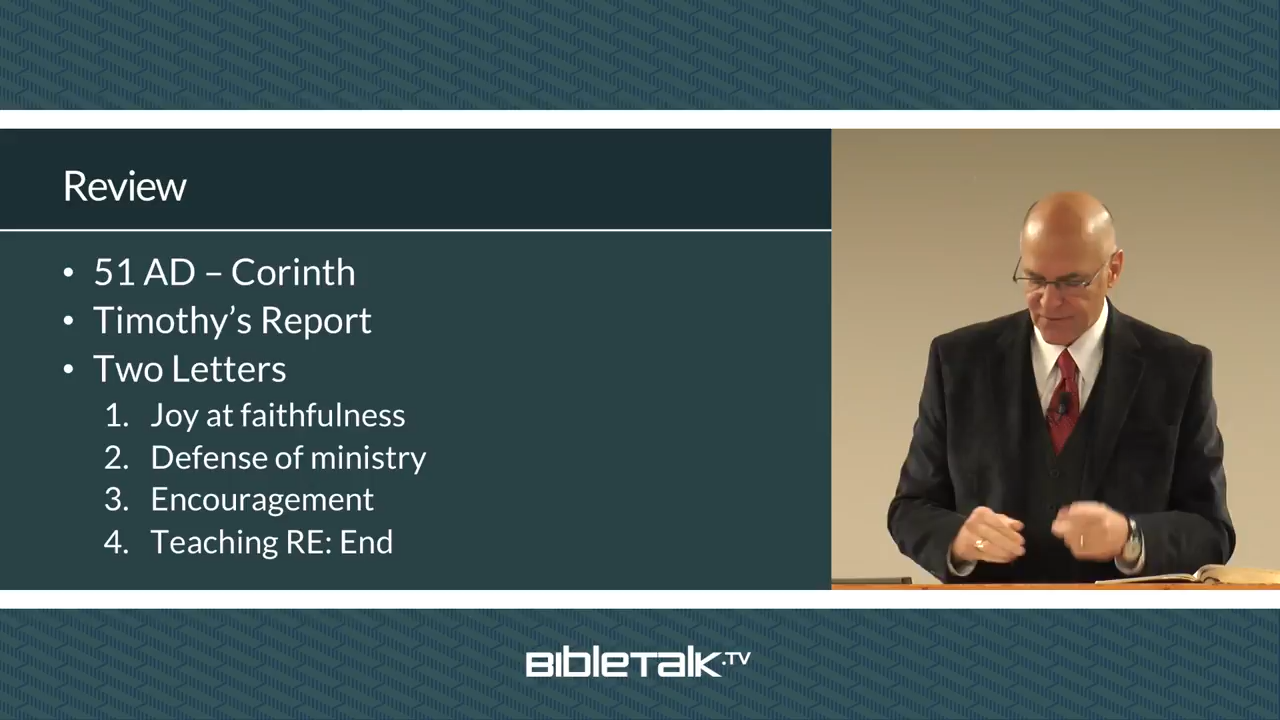 Review
• 51 AD – Corinth
• Timothy’s Report
• Two Letters
1. Joy at faithfulness
2. Defense of ministry
3. Encouragement
4. Teaching RE: End
BIBLETALK.TV